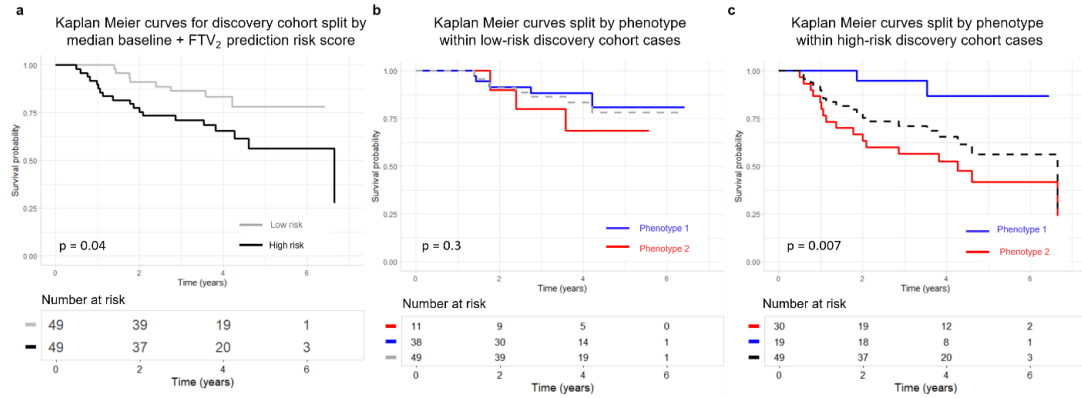 a
Kaplan Meier curves for discovery cohort split by
median baseline + FTV2 prediction risk score
Survival probability
1.00
0.75
0.50
0.25
0.00
Low risk
High risk
p = 0.04
0 2 4 6
Time (years)
Number at risk
49 39 19 1
49 37 20 3
0 2 4 6
Time (years)
b
Kaplan Meier curves split by phenotype
within low-risk discovery cohort cases
Survival probability
1.00
0.75
0.50
0.25
0.00
Phenotype 1
Phenotype 2
p = 0.3
0 2 4 6
Time (years)
Number at risk
11 9 5 0
38 30 14 1
49 39 19 1
0 2 4 6
Time (years)
c
Kaplan Meier curves split by phenotype
within high-risk discovery cohort cases
Survival probability
1.00
0.75
0.50
0.25
0.00
Phenotype 1
Phenotype 2
p = 0.007
0 2 4 6
Time (years)
Number at risk
30 19 12 2
19 18 8 1
49 37 20 3
0 2 4 6
Time (years)